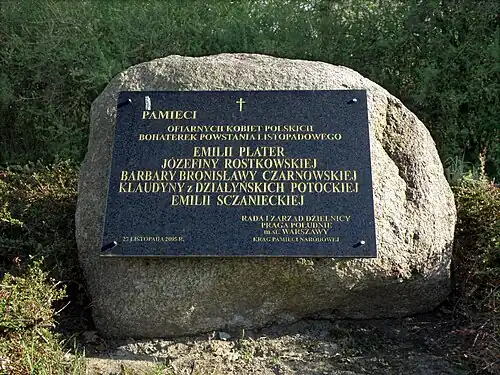 PAMIĘCI
OFIARNYCH KOBIET POLSKICH
BOHATEREK POWSTANIA LISTOPADOWEGO
EMILII PLATER
JÓZEFINY ROSTKOWSKIEJ
BARBARY BRONISŁAWY CZARNOWSKIEJ
KLAUDYNY z DZIAŁYŃSKICH POTOCKIEJ
EMILII SCZANIECKIEJ
RADA I ZARZĄD DZIELNICY
PRAGA POŁUDNIE
m.st. WARSZAWY
KRĄG PAMIĘCI NARODOWEJ
27 LISTOPADA 2005 R.